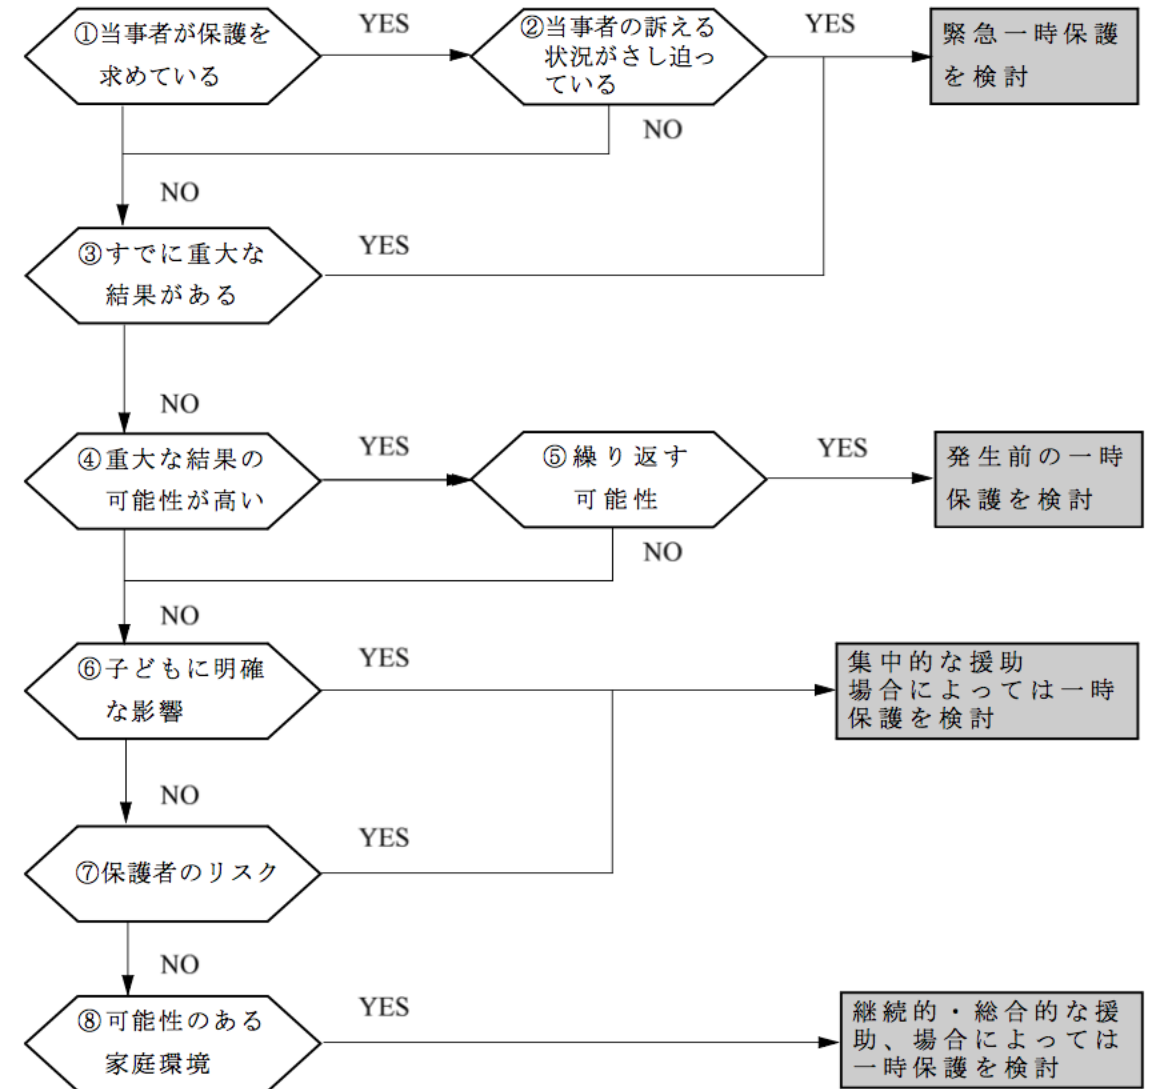 ①当事者が保護を
求めている
YES
②当事者の訴える
状況がさし迫っ
ている
YES
緊急一時保護
を検討
NO
NO
③すでに重大な
結果がある
YES
NO
④重大な結果の
可能性が高い
YES
⑤繰り返す
可能性
YES
発生前の一時
保護を検討
NO
NO
⑥子どもに明確
な影響
YES
集中的な援助
場合によっては一時
保護を検討
NO
⑦保護者のリスク
YES
NO
⑧可能性のある
家庭環境
YES
継続的・総合的な援
助、場合によっては
一時保護を検討